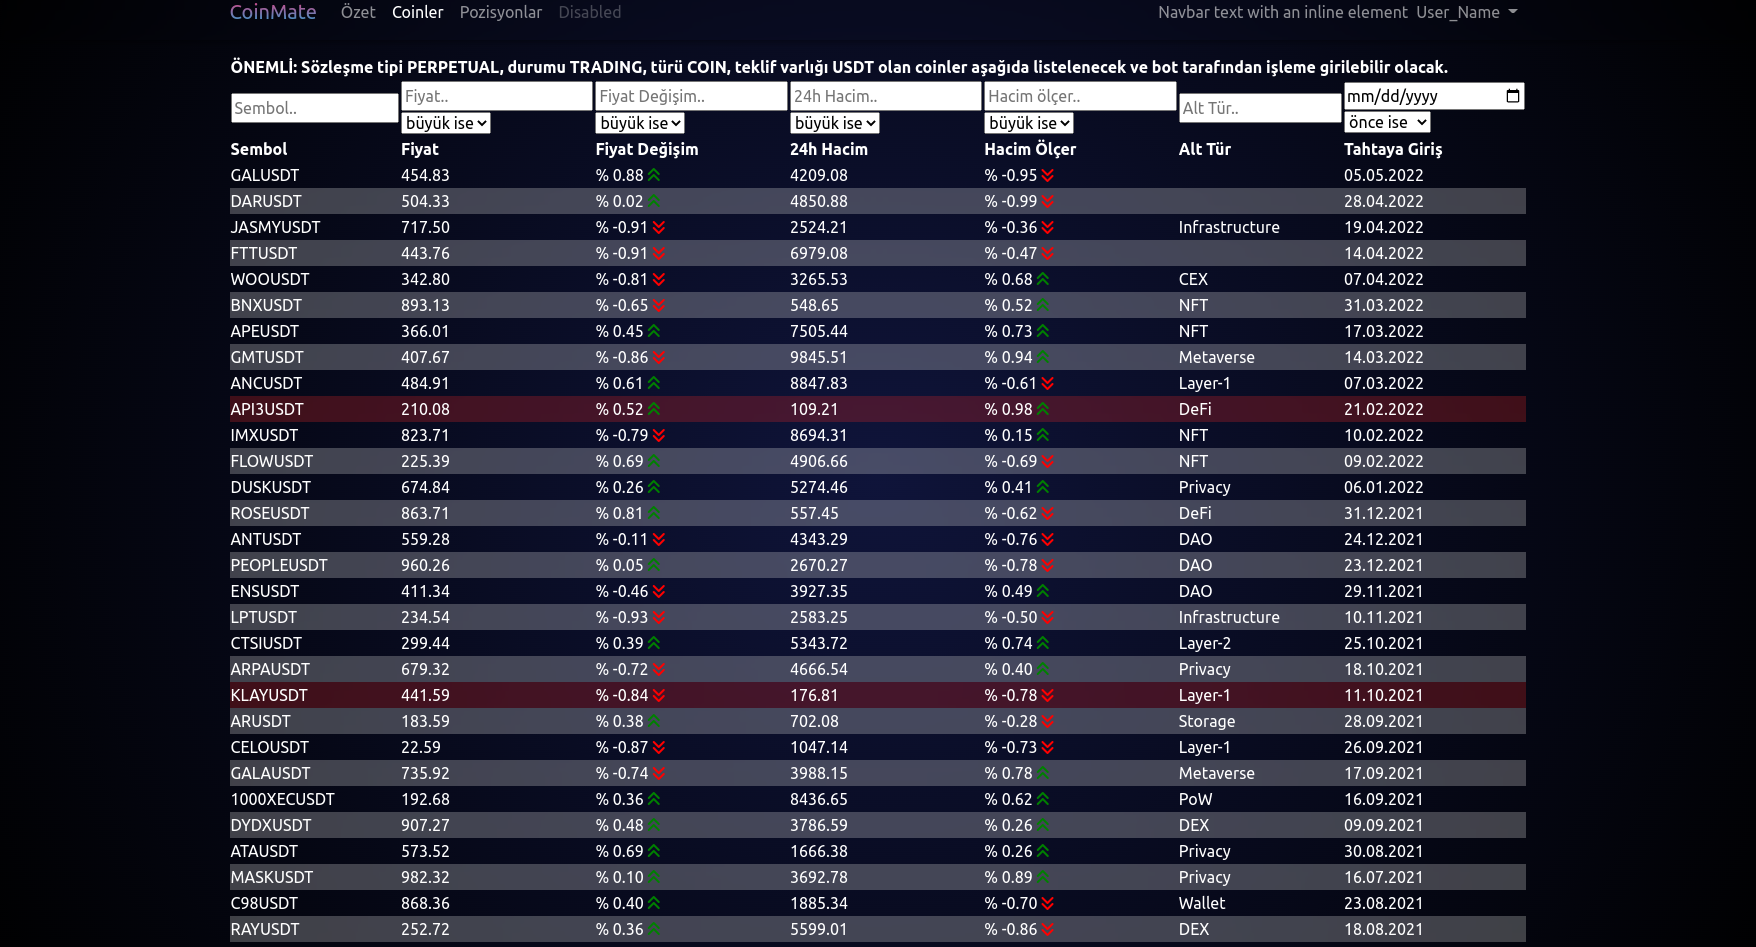 CoinMate Özet Coinler Pozisyonlar Disabled Navbar text with an inline element User_Name
ÖNEMLİ: Sözleşme tipi PERPETUAL, durumu TRADING, türü COIN, teklif varlığı USDT olan coinler aşağıda listelenecek ve bot tarafından işleme girilebilir olacak.
Sembol.. Fiyat.. Fiyat Değişim.. 24h Hacim.. Hacim ölçer.. Alt Tür.. mm/dd/yyyy
büyük ise büyük ise büyük ise büyük ise önce ise
Sembol Fiyat Fiyat Değişim 24h Hacim Hacim Ölçer Alt Tür Tahtaya Giriş
GALUSDT 454.83 % 0.88 4209.08 % -0.95 05.05.2022
DARUSDT 504.33 % 0.02 4850.88 % -0.99 28.04.2022
JASMYUSDT 717.50 % -0.91 2524.21 % -0.36 Infrastructure 19.04.2022
FTTUSDT 443.76 % -0.91 6979.08 % -0.47 14.04.2022
WOOUSDT 342.80 % -0.81 3265.53 % 0.68 CEX 07.04.2022
BNXUSDT 893.13 % -0.65 548.65 % 0.52 NFT 31.03.2022
APEUSDT 366.01 % 0.45 7505.44 % 0.73 NFT 17.03.2022
GMTUSDT 407.67 % -0.86 9845.51 % 0.94 Metaverse 14.03.2022
ANCUSDT 484.91 % 0.61 8847.83 % -0.61 Layer-1 07.03.2022
API3USDT 210.08 % 0.52 109.21 % 0.98 DeFi 21.02.2022
IMXUSDT 823.71 % -0.79 8694.31 % 0.15 NFT 10.02.2022
FLOWUSDT 225.39 % 0.69 4906.66 % -0.69 NFT 09.02.2022
DUSKUSDT 674.84 % 0.26 5274.46 % 0.41 Privacy 06.01.2022
ROSEUSDT 863.71 % 0.81 557.45 % -0.62 DeFi 31.12.2021
ANTUSDT 559.28 % -0.11 4343.29 % -0.76 DAO 24.12.2021
PEOPLEUSDT 960.26 % 0.05 2670.27 % -0.78 DAO 23.12.2021
ENSUSDT 411.34 % -0.46 3927.35 % 0.49 DAO 29.11.2021
LPTUSDT 234.54 % -0.93 2583.25 % -0.50 Infrastructure 10.11.2021
CTSIUSDT 299.44 % 0.39 5343.72 % 0.74 Layer-2 25.10.2021
ARPAUSDT 679.32 % -0.72 4666.54 % 0.40 Privacy 18.10.2021
KLAYUSDT 441.59 % -0.84 176.81 % -0.78 Layer-1 11.10.2021
ARUSDT 183.59 % 0.38 702.08 % -0.28 Storage 28.09.2021
CELOUSDT 22.59 % -0.87 1047.14 % -0.73 Layer-1 26.09.2021
GALAUSDT 735.92 % -0.74 3988.15 % 0.78 Metaverse 17.09.2021
1000XECUSDT 192.68 % 0.36 8436.65 % 0.62 PoW 16.09.2021
DYDXUSDT 907.27 % 0.48 3786.59 % 0.26 DEX 09.09.2021
ATAUSDT 573.52 % 0.69 1666.38 % 0.26 Privacy 30.08.2021
MASKUSDT 982.32 % 0.10 3692.78 % 0.89 Privacy 16.07.2021
C98USDT 868.36 % 0.40 1885.34 % -0.70 Wallet 23.08.2021
RAYUSDT 252.72 % 0.36 5599.01 % -0.86 DEX 18.08.2021